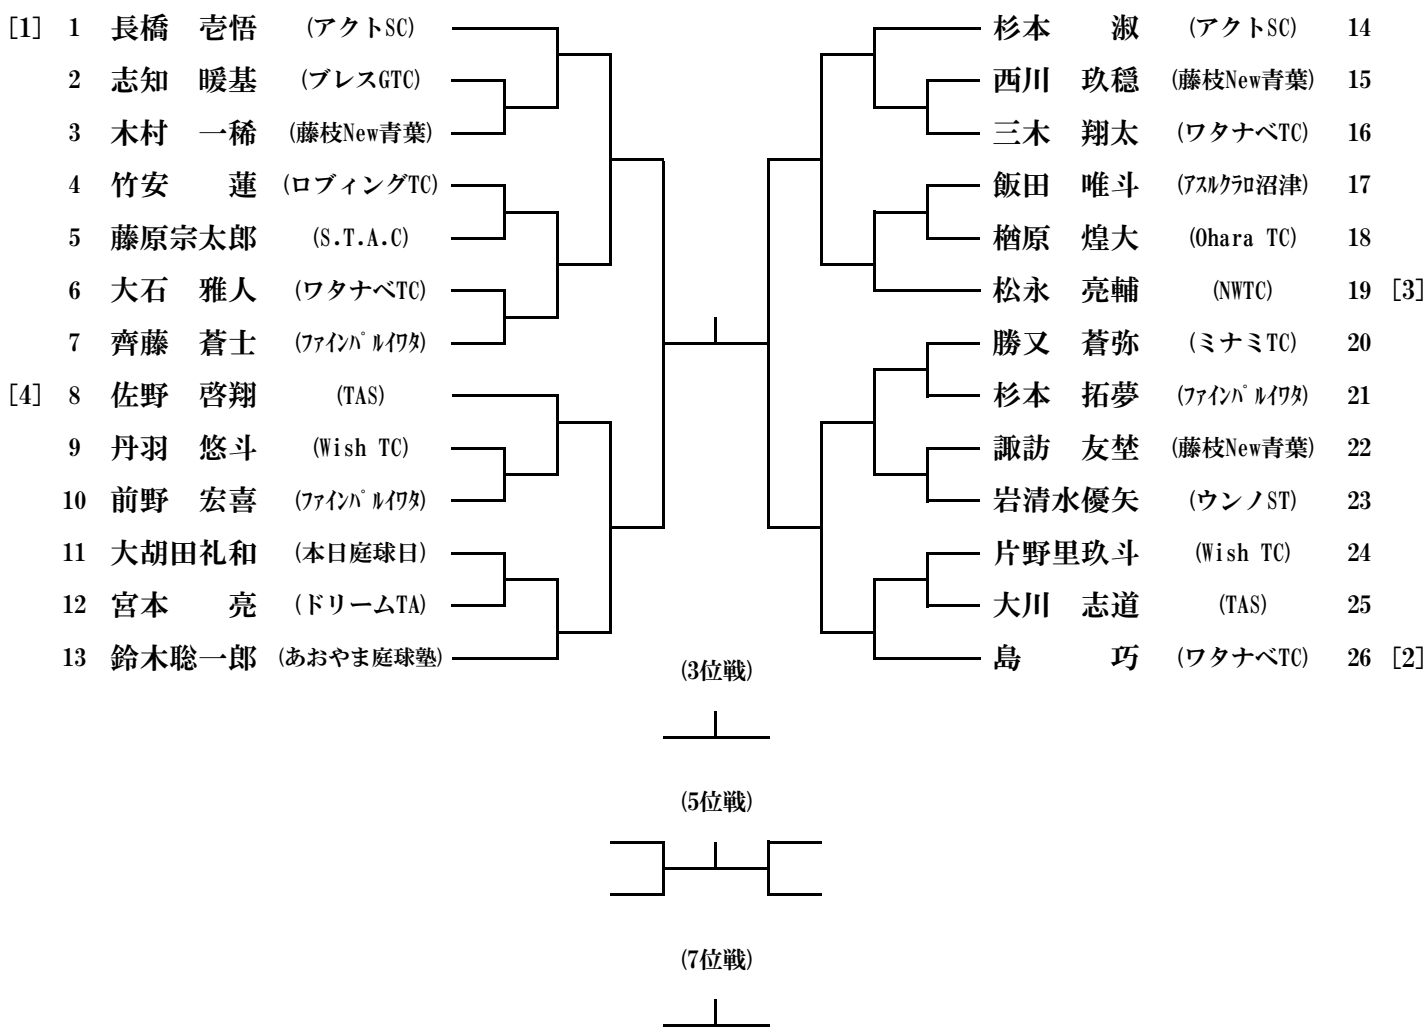 [1] 1 長橋 壱悟 (アクトSC)
2 志知 暖基 (ブレスGTC)
3 木村 一稀 (藤枝New青葉)
4 竹安 蓮 (ロブィングTC)
5 藤原宗太郎 (S.T.A.C)
6 大石 雅人 (ワタナベTC)
7 齊藤 蒼士 (ﾌｧｲﾝﾊﾟﾙｲﾜﾀ)
[4] 8 佐野 啓翔 (TAS)
9 丹羽 悠斗 (Wish TC)
10 前野 宏喜 (ﾌｧｲﾝﾊﾟﾙｲﾜﾀ)
11 大胡田礼和 (本日庭球日)
12 宮本 亮 (ドリームTA)
13 鈴木聡一郎 (あおやま庭球塾)
杉本 淑 (アクトSC) 14
西川 玖穏 (藤枝New青葉) 15
三木 翔太 (ワタナベTC) 16
飯田 唯斗 (ｱｽﾙｸﾗﾛ沼津) 17
楢原 煌大 (Ohara TC) 18
松永 亮輔 (NWTC) 19 [3]
勝又 蒼弥 (ミナミTC) 20
杉本 拓夢 (ﾌｧｲﾝﾊﾟﾙｲﾜﾀ) 21
諏訪 友埜 (藤枝New青葉) 22
岩清水優矢 (ウンノST) 23
片野里玖斗 (Wish TC) 24
大川 志道 (TAS) 25
島 巧 (ワタナベTC) 26 [2]
(3位戦)
(5位戦)
(7位戦)